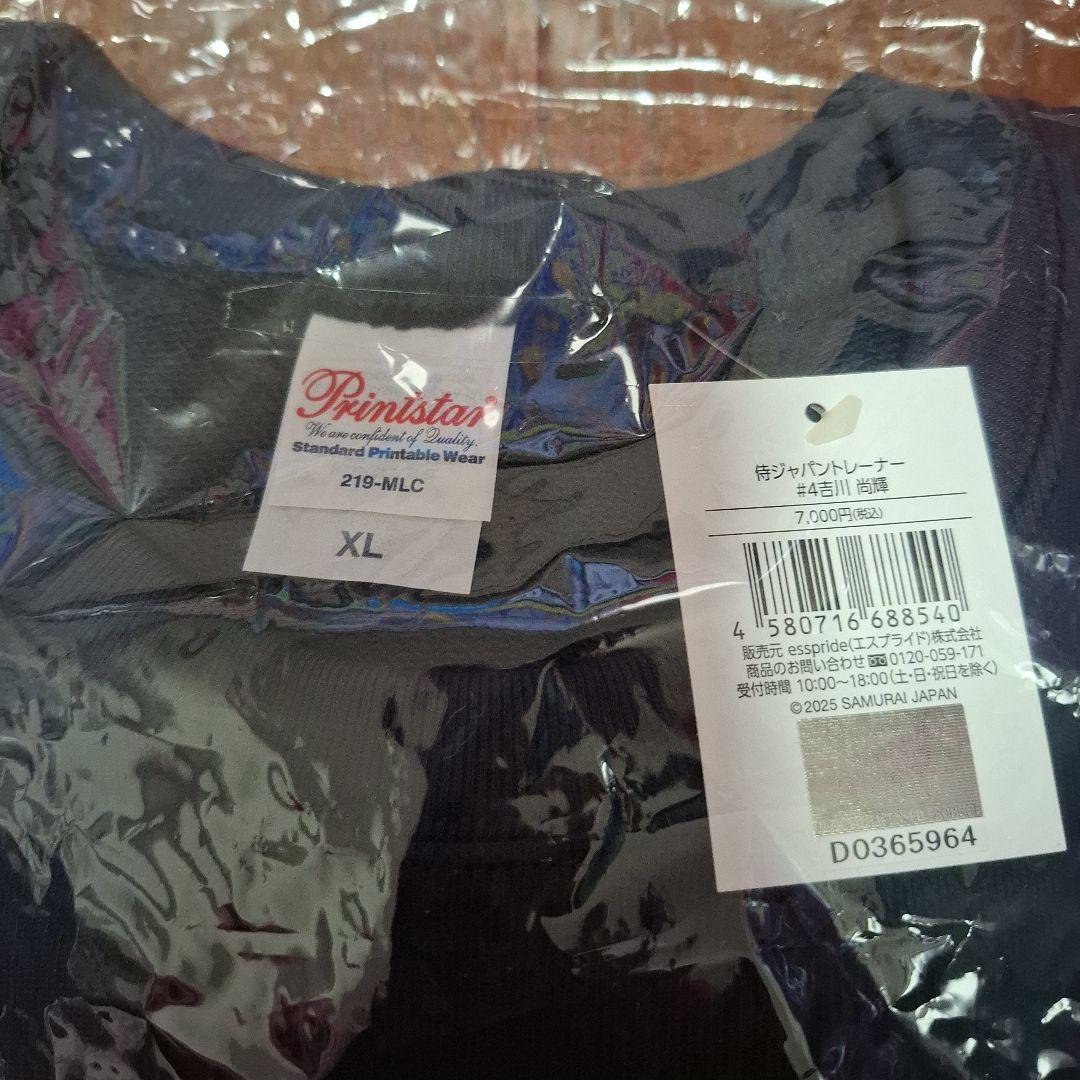 Printstar®
We are confident of Quality.
Standard Printable Wear
219-MLC
XL
侍ジャパントレーナー
#4吉川 尚輝
7,000円(税込)
4 580716 688540
販売元 esspride(エスプライド)株式会社
商品のお問い合わせ 0120-059-171
受付時間 10:00～18:00(土・日・祝日を除く)
©2025 SAMURAI JAPAN
D0365964